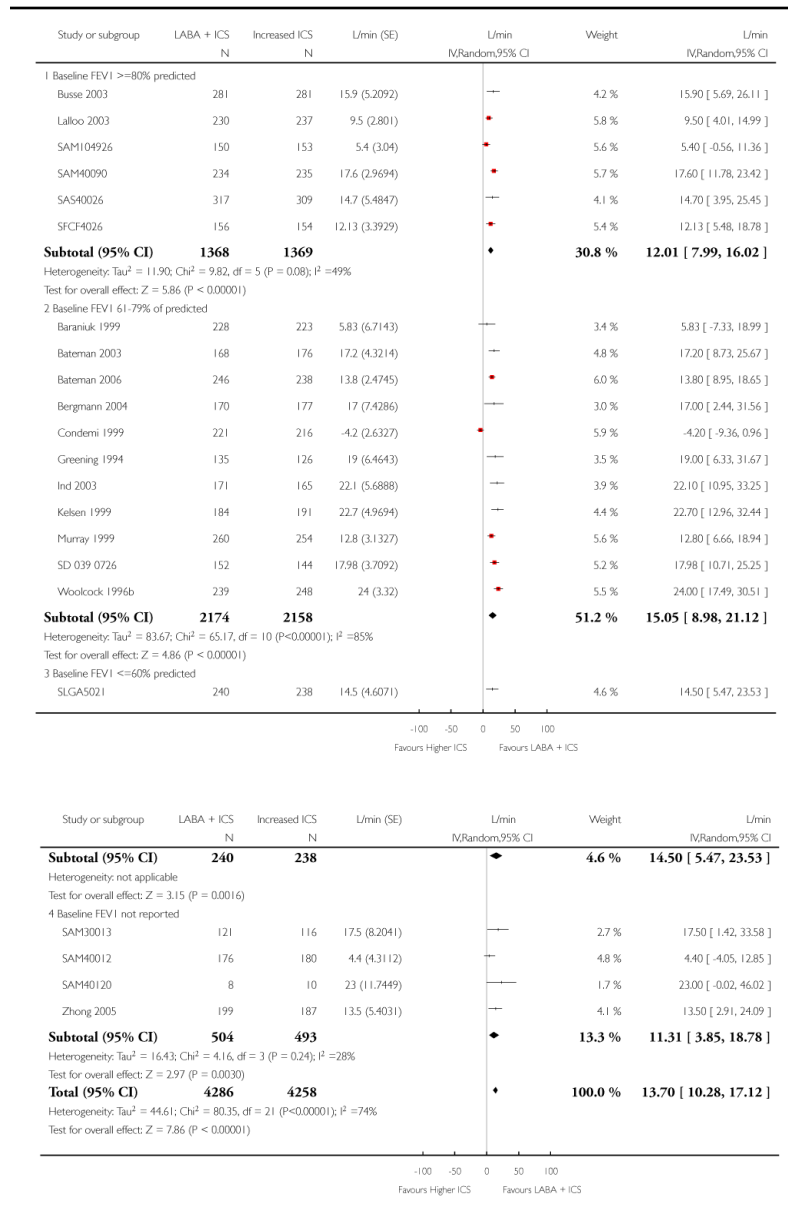 Study or subgroup LABA + ICS Increased ICS L/min (SE) L/min Weight L/min
N N IV,Random,95% CI IV,Random,95% CI
1 Baseline FEV1 >=80% predicted
Busse 2003 281 281 15.9 (5.2092) 4.2 % 15.90 [ 5.69, 26.11 ]
Lalloo 2003 230 237 9.5 (2.801) 5.8 % 9.50 [ 4.01, 14.99 ]
SAM104926 150 153 5.4 (3.04) 5.6 % 5.40 [ -0.56, 11.36 ]
SAM40090 234 235 17.6 (2.9694) 5.7 % 17.60 [ 11.78, 23.42 ]
SAS40026 317 309 14.7 (5.4847) 4.1 % 14.70 [ 3.95, 25.45 ]
SFCF4026 156 154 12.13 (3.3929) 5.4 % 12.13 [ 5.48, 18.78 ]
Subtotal (95% CI) 1368 1369 30.8 % 12.01 [ 7.99, 16.02 ]
Heterogeneity: Tau² = 11.90; Chi² = 9.82, df = 5 (P = 0.08); I² =49%
Test for overall effect: Z = 5.86 (P < 0.00001)
2 Baseline FEV1 61-79% of predicted
Baraniuk 1999 228 223 5.83 (6.7143) 3.4 % 5.83 [ -7.33, 18.99 ]
Bateman 2003 168 176 17.2 (4.3214) 4.8 % 17.20 [ 8.73, 25.67 ]
Bateman 2006 246 238 13.8 (2.4745) 6.0 % 13.80 [ 8.95, 18.65 ]
Bergmann 2004 170 177 17 (7.4286) 3.0 % 17.00 [ 2.44, 31.56 ]
Condemi 1999 221 216 -4.2 (2.6327) 5.9 % -4.20 [ -9.36, 0.96 ]
Greening 1994 135 126 19 (6.4643) 3.5 % 19.00 [ 6.33, 31.67 ]
Ind 2003 171 165 22.1 (5.6888) 3.9 % 22.10 [ 10.95, 33.25 ]
Kelsen 1999 184 191 22.7 (4.9694) 4.4 % 22.70 [ 12.96, 32.44 ]
Murray 1999 260 254 12.8 (3.1327) 5.6 % 12.80 [ 6.66, 18.94 ]
SD 039 0726 152 144 17.98 (3.7092) 5.2 % 17.98 [ 10.71, 25.25 ]
Woolcock 1996b 239 248 24 (3.32) 5.5 % 24.00 [ 17.49, 30.51 ]
Subtotal (95% CI) 2174 2158 51.2 % 15.05 [ 8.98, 21.12 ]
Heterogeneity: Tau² = 83.67; Chi² = 65.17, df = 10 (P<0.00001); I² =85%
Test for overall effect: Z = 4.86 (P < 0.00001)
3 Baseline FEV1 <=60% predicted
SLGA5021 240 238 14.5 (4.6071) 4.6 % 14.50 [ 5.47, 23.53 ]
-100 -50 0 50 100
Favours Higher ICS Favours LABA + ICS
Study or subgroup LABA + ICS Increased ICS L/min (SE) L/min Weight L/min
N N IV,Random,95% CI IV,Random,95% CI
Subtotal (95% CI) 240 238 4.6 % 14.50 [ 5.47, 23.53 ]
Heterogeneity: not applicable
Test for overall effect: Z = 3.15 (P = 0.0016)
4 Baseline FEV1 not reported
SAM30013 121 116 17.5 (8.2041) 2.7 % 17.50 [ 1.42, 33.58 ]
SAM40012 176 180 4.4 (4.3112) 4.8 % 4.40 [ -4.05, 12.85 ]
SAM40120 8 10 23 (11.7449) 1.7 % 23.00 [ -0.02, 46.02 ]
Zhong 2005 199 187 13.5 (5.4031) 4.1 % 13.50 [ 2.91, 24.09 ]
Subtotal (95% CI) 504 493 13.3 % 11.31 [ 3.85, 18.78 ]
Heterogeneity: Tau² = 16.43; Chi² = 4.16, df = 3 (P = 0.24); I² =28%
Test for overall effect: Z = 2.97 (P = 0.0030)
Total (95% CI) 4286 4258 100.0 % 13.70 [ 10.28, 17.12 ]
Heterogeneity: Tau² = 44.61; Chi² = 80.35, df = 21 (P<0.00001); I² =74%
Test for overall effect: Z = 7.86 (P < 0.00001)
-100 -50 0 50 100
Favours Higher ICS Favours LABA + ICS